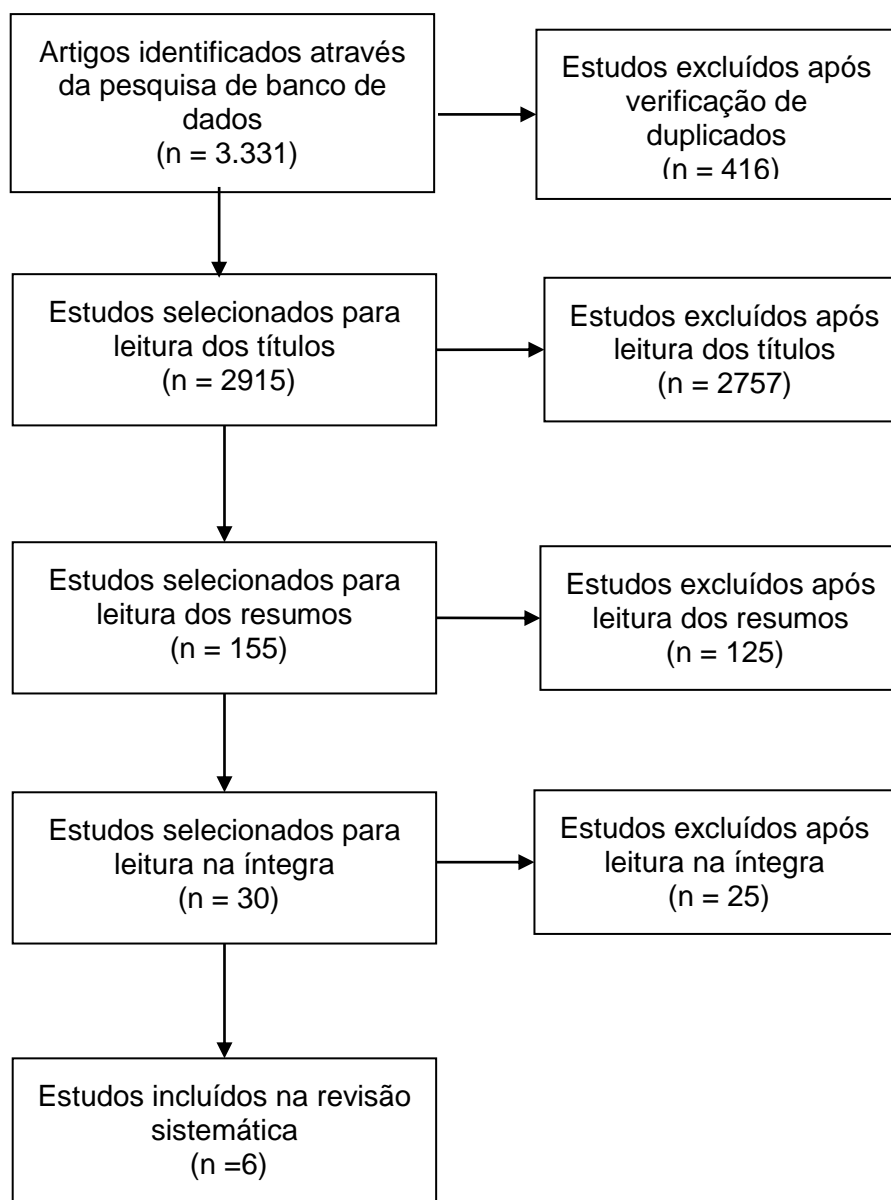 Artigos identificados através
da pesquisa de banco de
dados
(n = 3.331)
Estudos excluídos após
verificação de
duplicados
(n = 416)
Estudos selecionados para
leitura dos títulos
(n = 2915)
Estudos excluídos após
leitura dos títulos
(n = 2757)
Estudos selecionados para
leitura dos resumos
(n = 155)
Estudos excluídos após
leitura dos resumos
(n = 125)
Estudos selecionados para
leitura na íntegra
(n = 30)
Estudos excluídos após
leitura na íntegra
(n = 25)
Estudos incluídos na revisão
sistemática
(n =6)